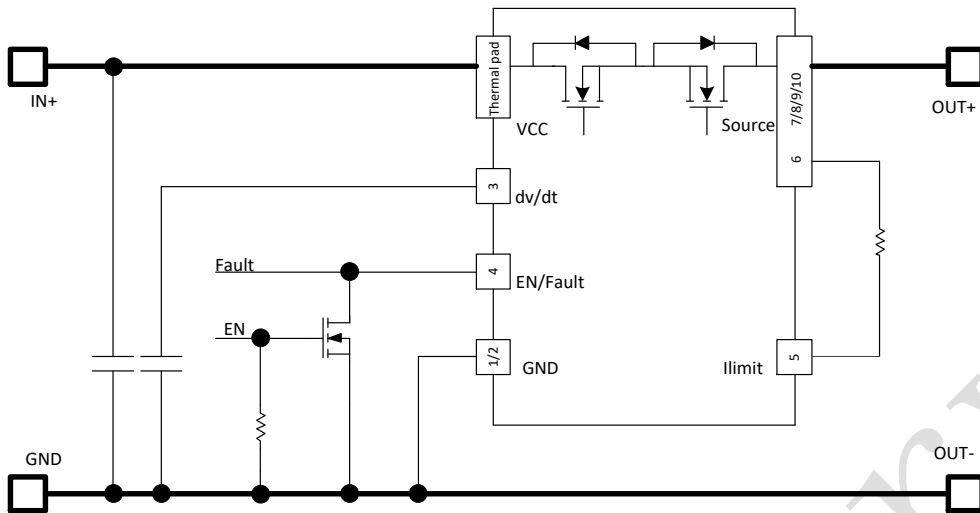 IN+
Thermal pad
VCC
Source
7/8/9/10
6
OUT+
3
dv/dt
Fault
4
EN/Fault
EN
1/2
GND
Ilimit
5
GND
OUT-